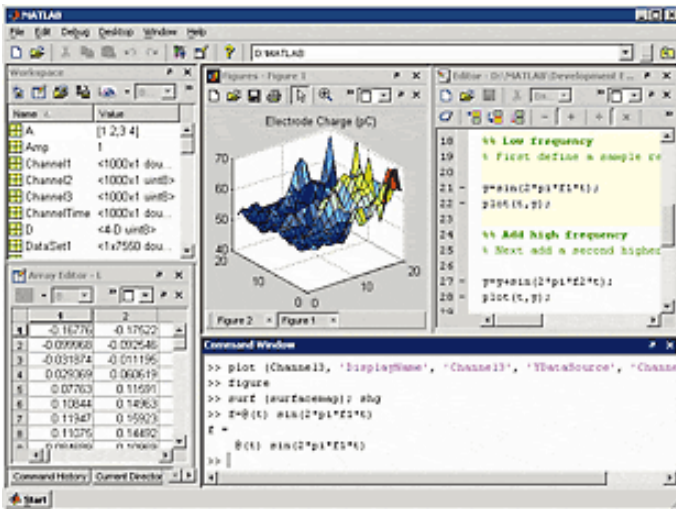 MATLAB
File Edit Debug Desktop Window Help
D:\MATLAB
Workspace
Name Value
A [1 2;3 4]
Amp 1
Channel1 <1000x1 dou...
Channel2 <1000x1 uint8>
Channel3 <1000x1 uint8>
ChannelTime <1000x1 dou...
D <4-D uint8>
DataSet1 <1x7550 dou...
Figures - Figure 1
Electrode Charge (pC)
70
60
50
40
20
10
0 0
10
20
Figure 2 Figure 1
Editor - D:\MATLAB\Development E...
18 %% Low frequency
19 % First define a sample re
20
21 - y=sin(2*pi*f1*t);
22 - plot(t,y);
23
24 %% Add high frequency
25 % Next add a second higher
26
27 - y=y+sin(2*pi*f2*t);
28 - plot(t,y);
Array Editor - L
1 2
1 -0.16776 -0.17522
2 -0.099968 -0.092546
3 -0.031874 -0.011195
4 0.029369 0.060619
5 0.07763 0.11591
6 0.10844 0.14963
7 0.11947 0.15923
8 0.11075 0.14492
Command History Current Director
Command Window
>> plot (Channel3, 'DisplayName', 'Channel3', 'YDataSource', 'Channe
>> figure
>> surf (surfacemap); shg
>> f=@(t) sin(2*pi*f1*t)
f =
@(t) sin(2*pi*f1*t)
>>
Start